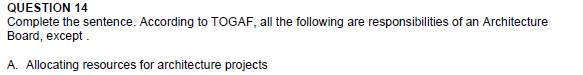 QUESTION 14
Complete the sentence. According to TOGAF, all the following are responsibilities of an Architecture
Board, except .
A. Allocating resources for architecture projects